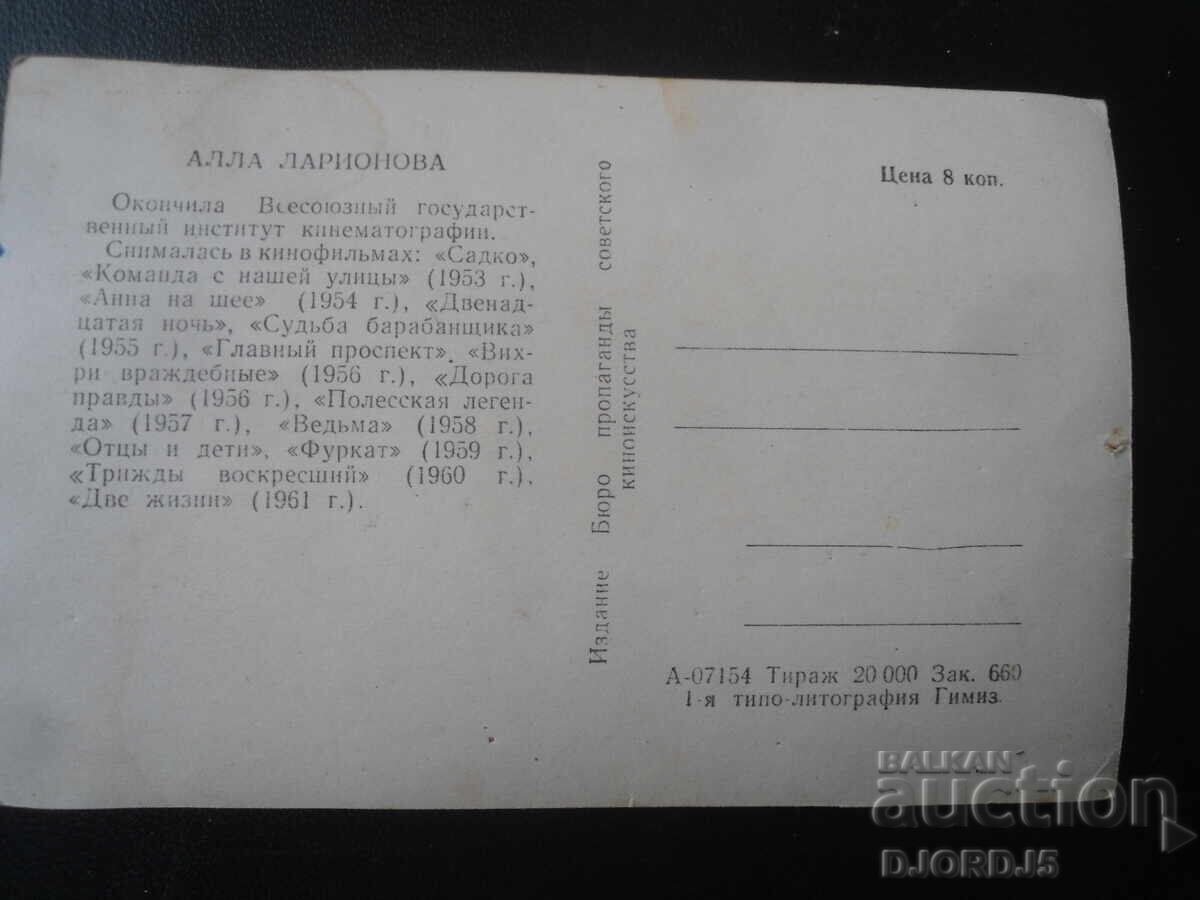 АЛЛА ЛАРИОНОВА
Окончила Всесоюзный государст-
венный институт кинематографии.
Снималась в кинофильмах: «Садко»,
«Команда с нашей улицы» (1953 г.),
«Анна на шее» (1954 г.), «Двенад-
цатая ночь», «Судьба барабанщика»
(1955 г.), «Главный проспект», «Вих-
ри враждебные» (1956 г.), «Дорога
правды» (1956 г.), «Полесская леген-
да» (1957 г.), «Ведьма» (1958 г.),
«Отцы и дети», «Фуркат» (1959 г.),
«Трижды воскресший» (1960 г.),
«Две жизни» (1961 г.).
Издание Бюро пропаганды советского
киноискусства
Цена 8 коп.
А-07154 Тираж 20 000 Зак. 660
1-я типо-литография Гимиз.
BALKAN
auction
DJORDJ5